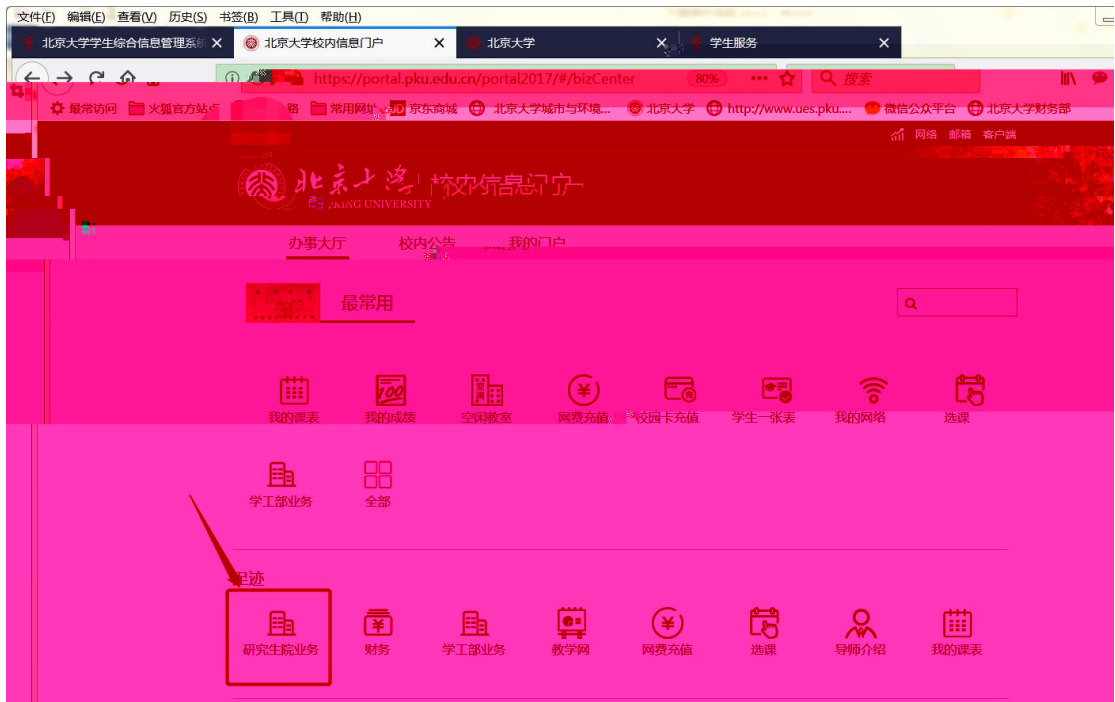 文件(F) 编辑(E) 查看(V) 历史(S) 书签(B) 工具(T) 帮助(H)
北京大学学生综合信息管理系统 北京大学校内信息门户 北京大学 学生服务
https://portal.pku.edu.cn/portal2017/#/bizCenter 80% 搜索
最常访问 火狐官方站点 常用网址 JD 京东商城 北京大学城市与环境... 北京大学 http://www.ues.pku.... 微信公众平台 北京大学财务部
网络 邮箱 客户端
北京大学 校内信息门户
PEKING UNIVERSITY
办事大厅 校内公告 我的门户
最常用
我的课表 我的成绩 空闲教室 网费充值 校园卡充值 学生一张表 我的网络 选课
学工部业务 全部
足迹
研究生院业务 财务 学工部业务 教学网 网费充值 选课 导师介绍 我的课表